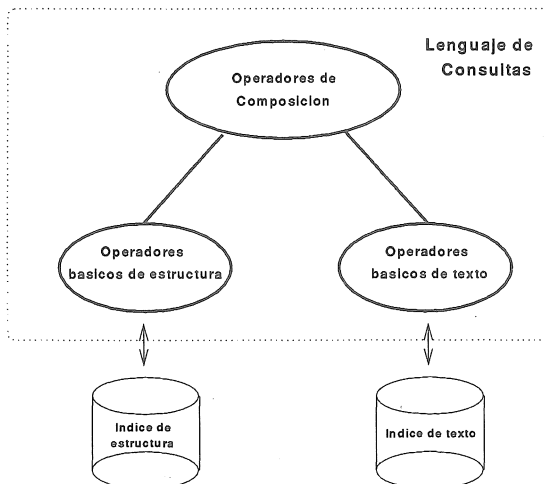 Lenguaje de
Consultas
Operadores de
Composicion
Operadores
basicos de estructura
Operadores
basicos de texto
Indice de
estructura
Indice de texto